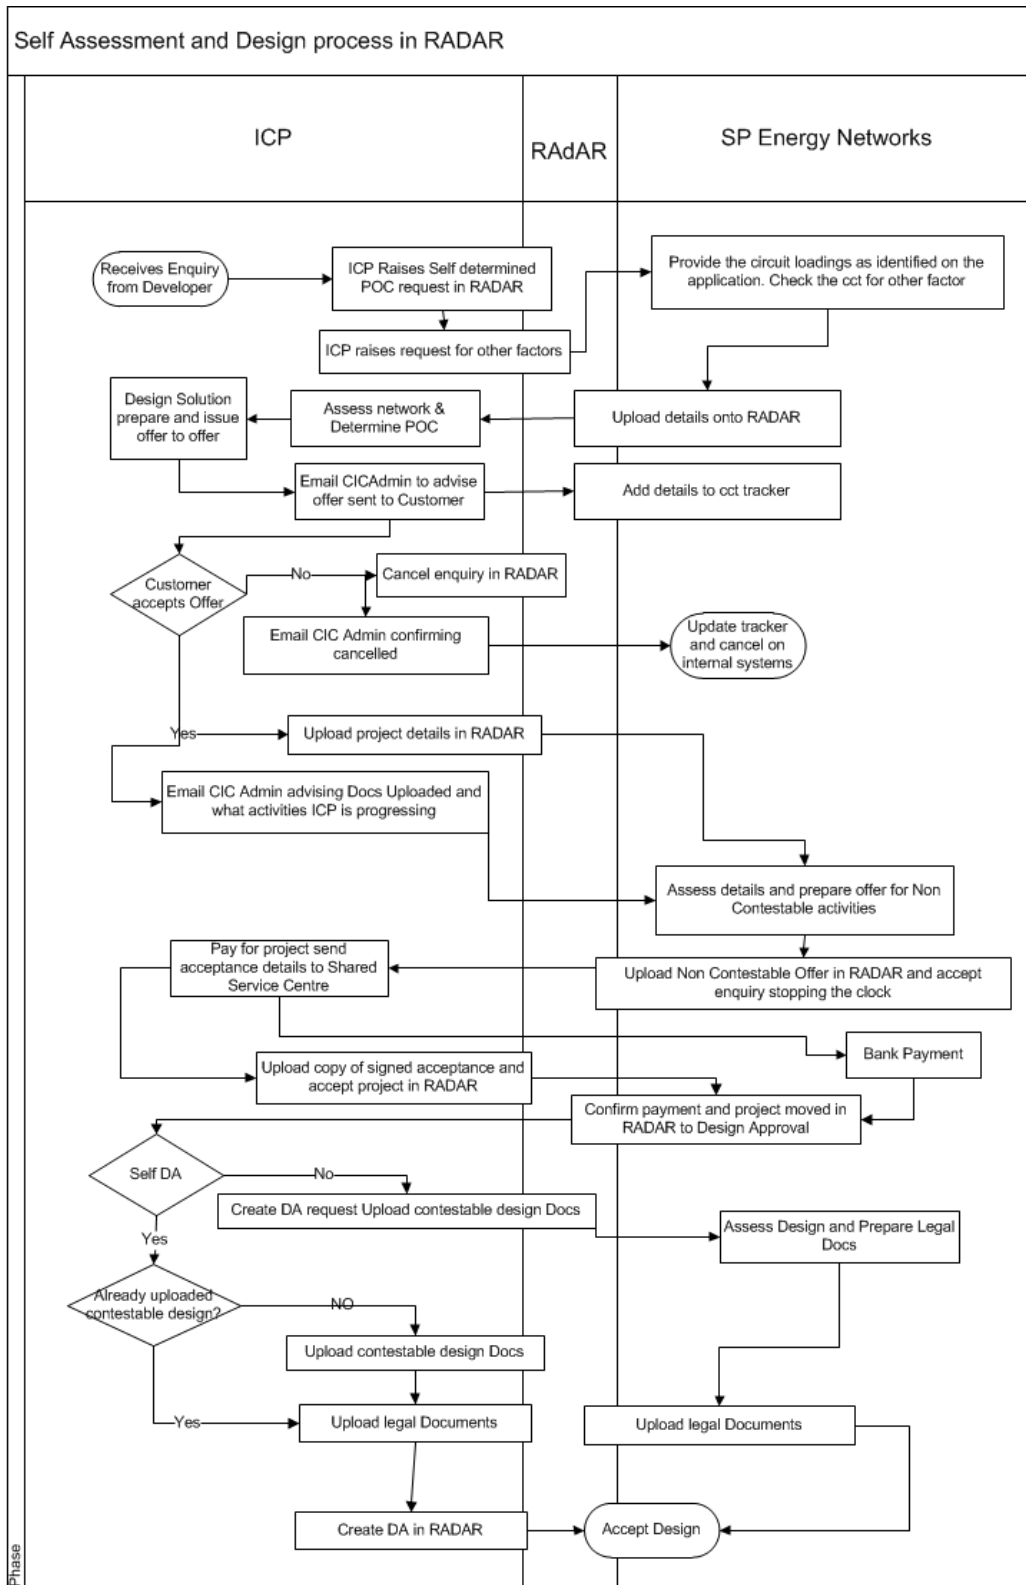 Self Assessment and Design process in RADAR
ICP
RAdAR
SP Energy Networks
Receives Enquiry
from Developer
ICP Raises Self determined
POC request in RADAR
Provide the circuit loadings as identified on the
application. Check the cct for other factor
ICP raises request for other factors
Design Solution
prepare and issue
offer to offer
Assess network &
Determine POC
Upload details onto RADAR
Email CICAdmin to advise
offer sent to Customer
Add details to cct tracker
Customer
accepts Offer
No
Cancel enquiry in RADAR
Email CIC Admin confirming
cancelled
Update tracker
and cancel on
internal systems
Yes
Upload project details in RADAR
Email CIC Admin advising Docs Uploaded and
what activities ICP is progressing
Assess details and prepare offer for Non
Contestable activities
Pay for project send
acceptance details to Shared
Service Centre
Upload Non Contestable Offer in RADAR and accept
enquiry stopping the clock
Bank Payment
Upload copy of signed acceptance and
accept project in RADAR
Confirm payment and project moved in
RADAR to Design Approval
Self DA
No
Create DA request Upload contestable design Docs
Assess Design and Prepare Legal
Docs
Yes
Already uploaded
contestable design?
NO
Upload contestable design Docs
Yes
Upload legal Documents
Upload legal Documents
Create DA in RADAR
Accept Design
Phase